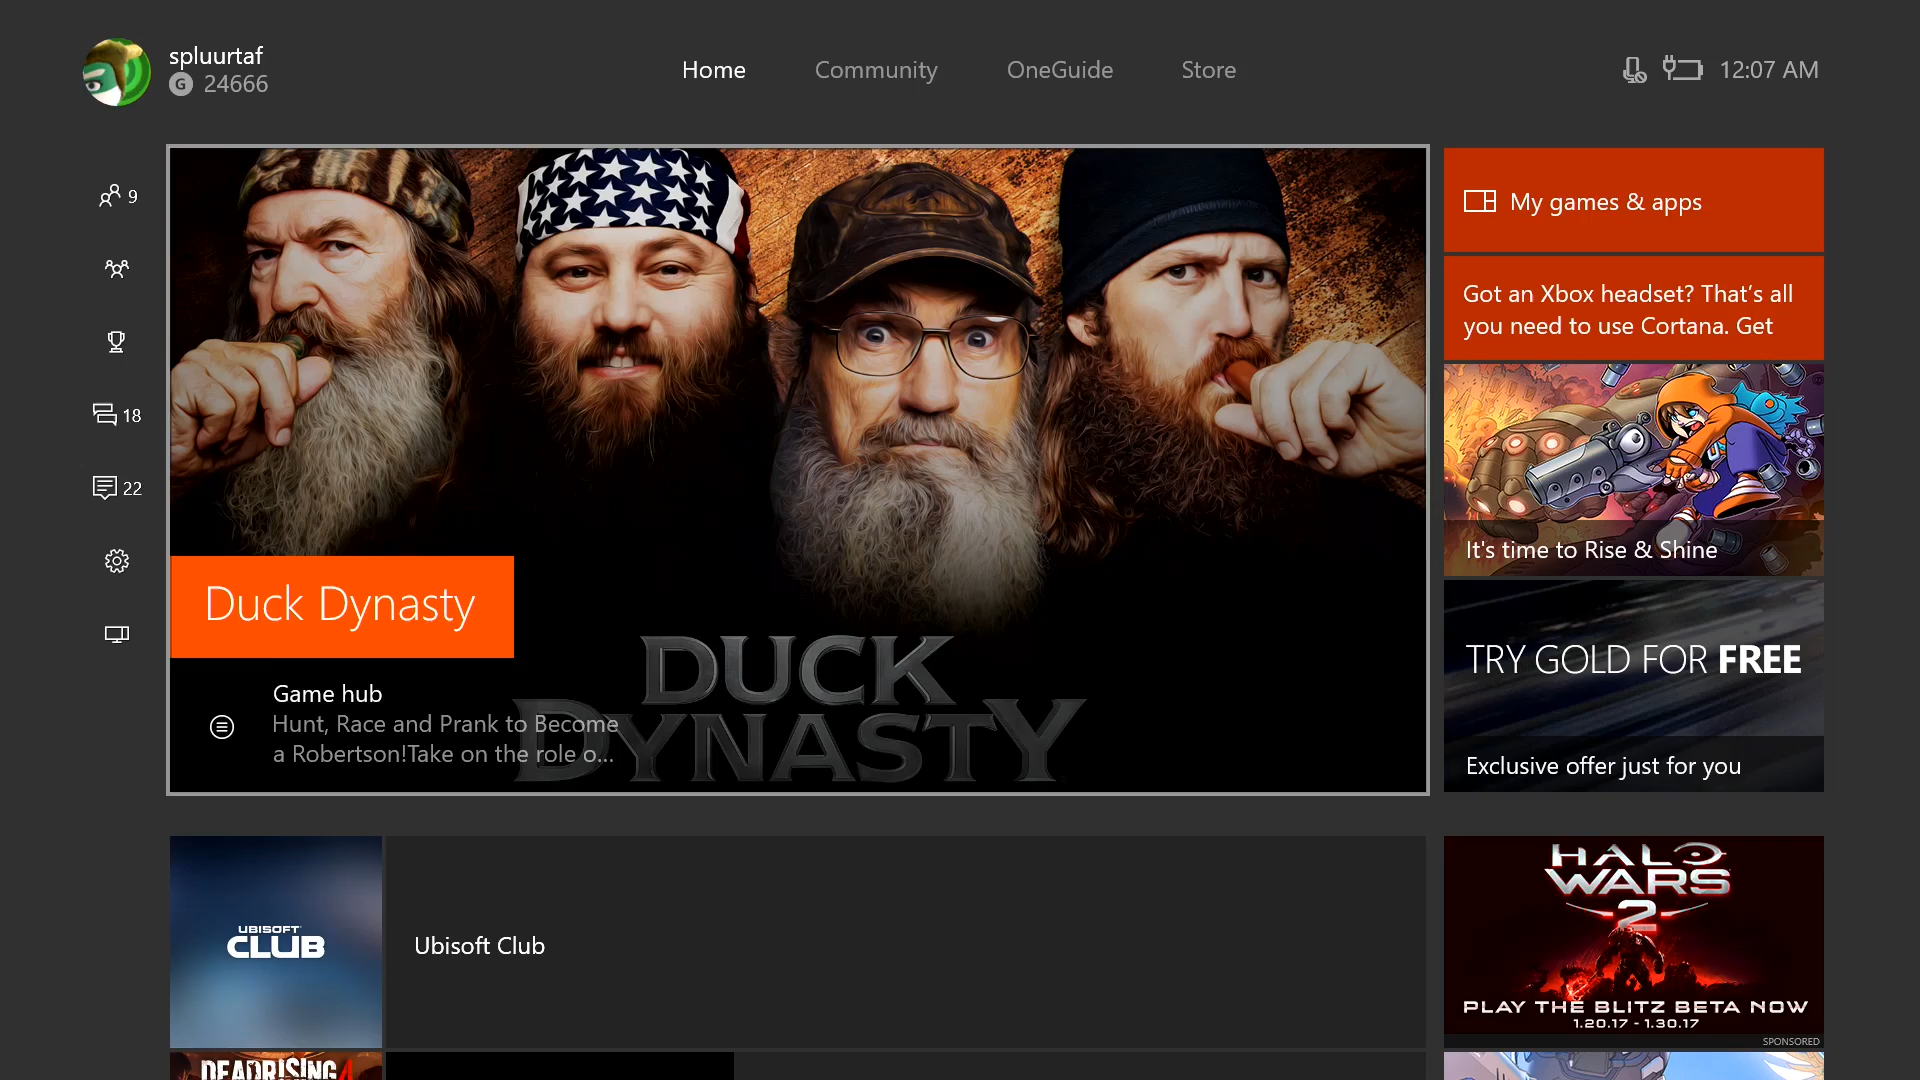 spluurtaf
G 24666
Home
Community
OneGuide
Store
12:07 AM
9
18
22
Duck Dynasty
DUCK
DYNASTY
Game hub
Hunt, Race and Prank to Become
a Robertson!Take on the role o...
My games & apps
Got an Xbox headset? That's all
you need to use Cortana. Get
It's time to Rise & Shine
TRY GOLD FOR FREE
Exclusive offer just for you
UBISOFT
CLUB
Ubisoft Club
HALO
WARS
2
PLAY THE BLITZ BETA NOW
1.20.17 - 1.30.17
SPONSORED
DEADRISING 4